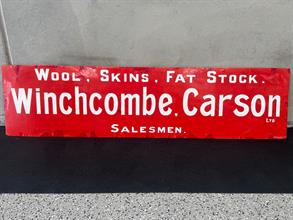 Wool, Skins, Fat Stock.
Winchcombe, Carson Ltd
Salesmen.